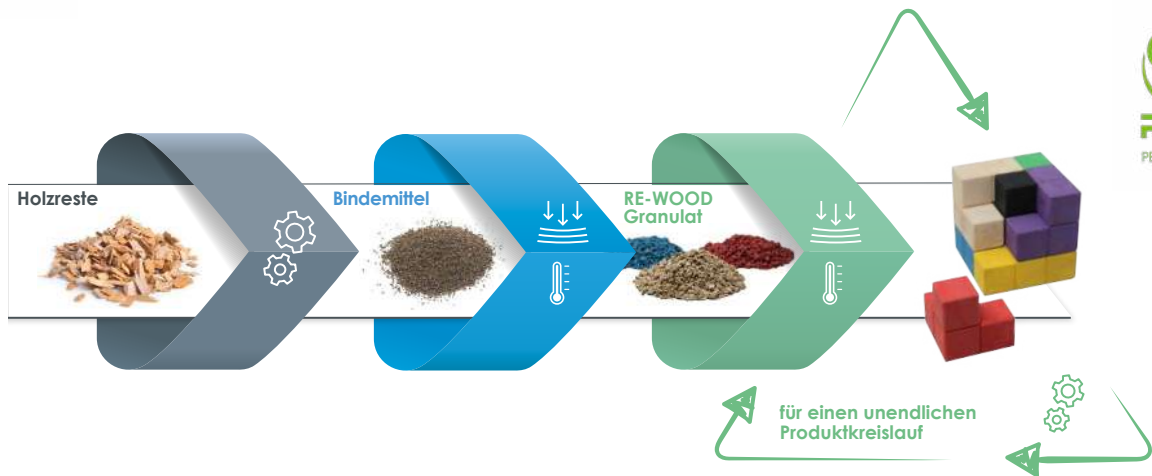 Holzreste
Bindemittel
RE-WOOD
Granulat
für einen unendlichen
Produktkreislauf